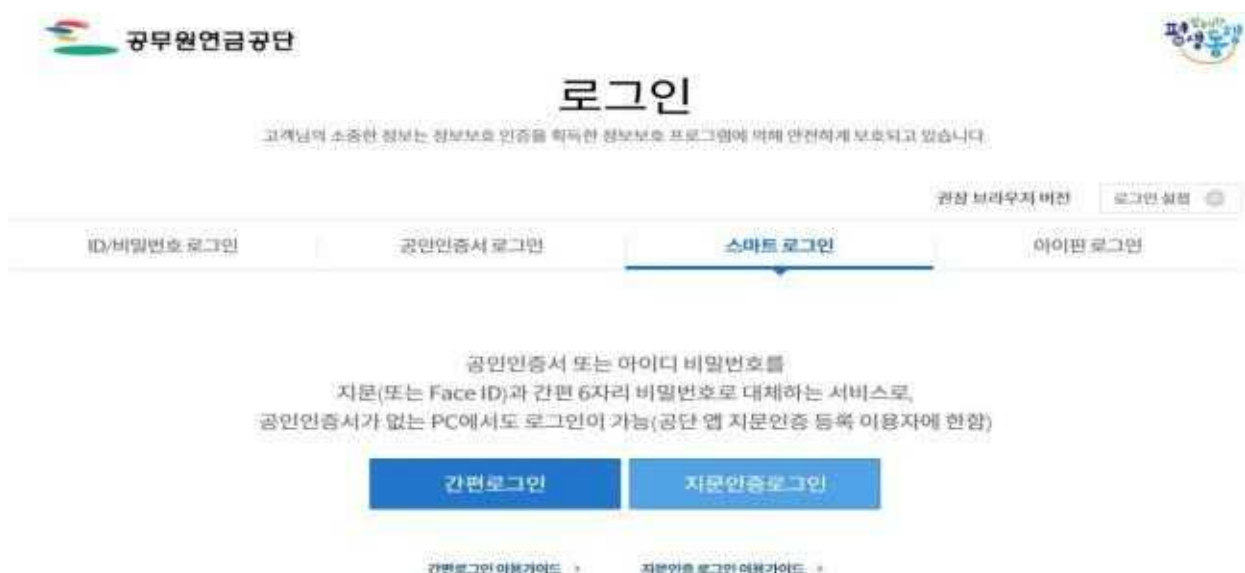 공무원연금공단
평생동행
로그인
고객님의 소중한 정보는 정보보호 인증을 획득한 정보보호 프로그램에 의해 안전하게 보호되고 있습니다
권장 브라우저 버전 로그인 설정
ID/비밀번호 로그인 공인인증서 로그인 스마트 로그인 아이핀 로그인
공인인증서 또는 아이디 비밀번호를
지문(또는 Face ID)과 간편 6자리 비밀번호로 대체하는 서비스로,
공인인증서가 없는 PC에서도 로그인이 가능(공단 앱 지문인증 등록 이용자에 한함)
간편로그인 지문인증로그인
간편로그인 이용가이드 지문인증 로그인 이용가이드